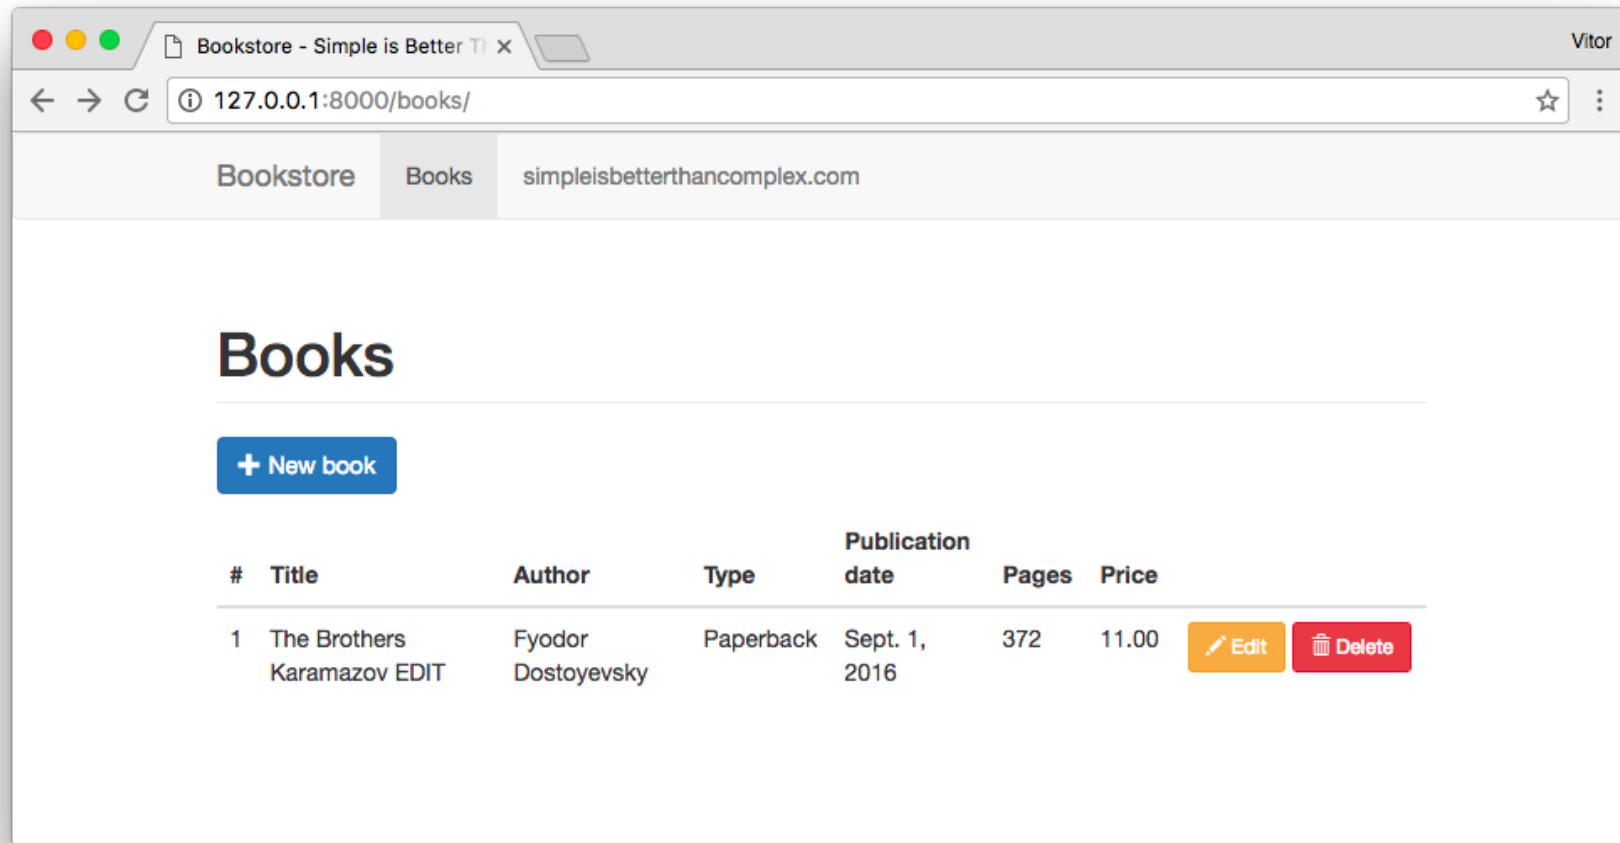 Bookstore - Simple is Better Th
Vitor
127.0.0.1:8000/books/
Bookstore Books simpleisbetterthancomplex.com
Books
New book
Publication
# Title Author Type date Pages Price
1 The Brothers Fyodor Paperback Sept. 1, 372 11.00 Edit Delete
Karamazov EDIT Dostoyevsky 2016